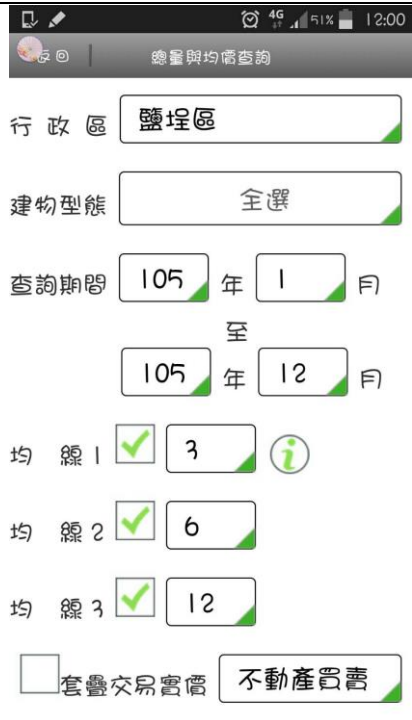 4G 51% 12:00
返回 總量與均價查詢
行政區 鹽埕區
建物型態 全選
查詢期間 105 年 1 月
至
105 年 12 月
均線1 3 i
均線2 6
均線3 12
套疊交易實價 不動產買賣